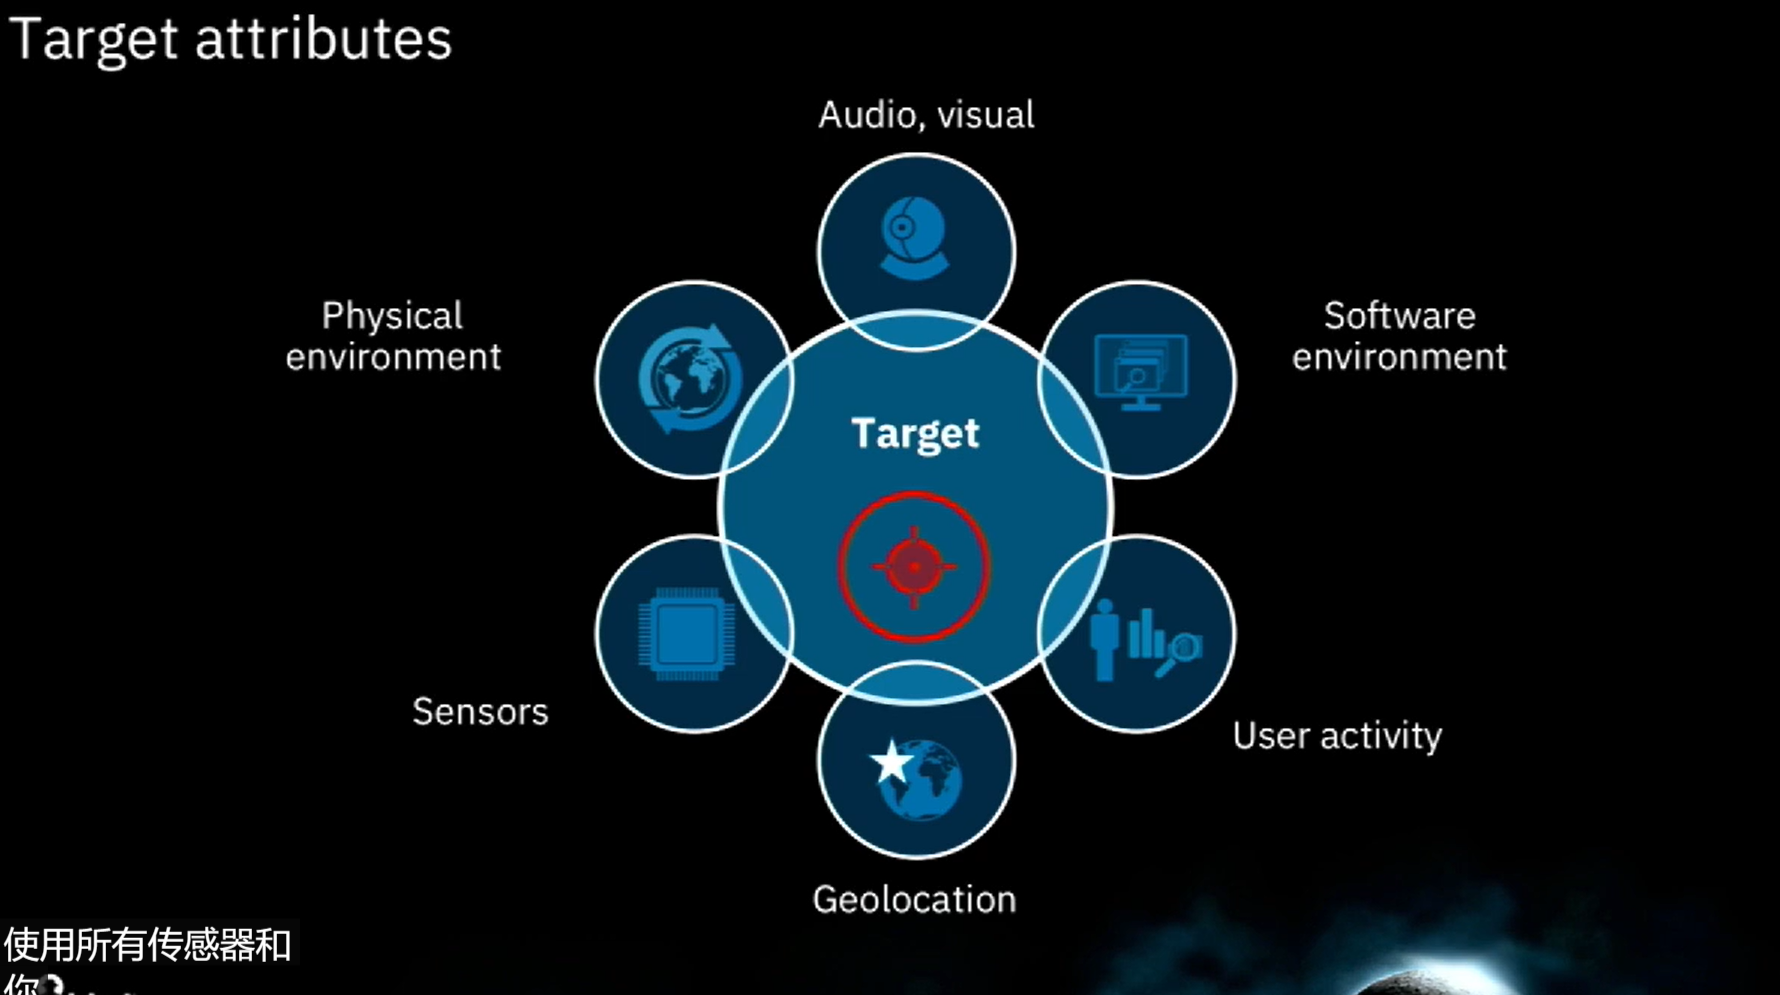 Target attributes
Audio, visual
Physical
environment
Software
environment
Target
Sensors
User activity
Geolocation
使用所有传感器和
你